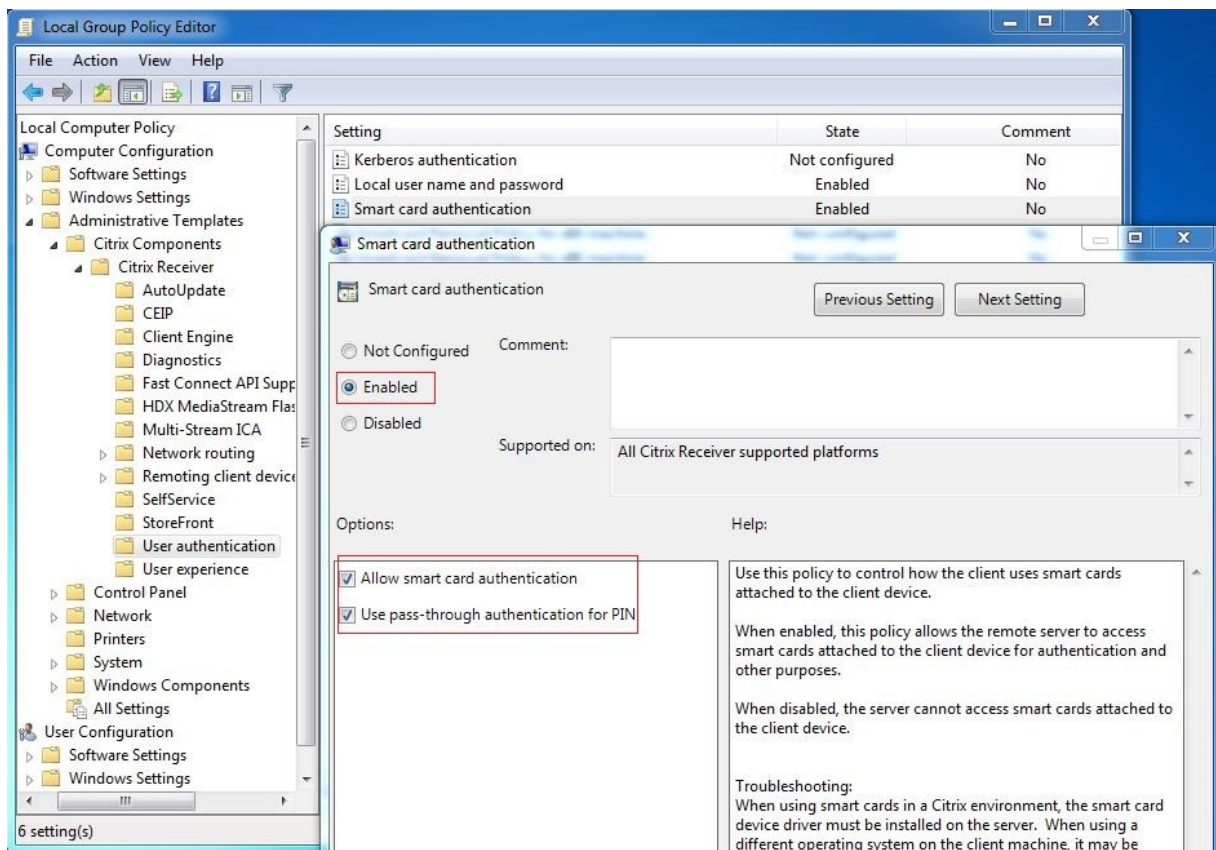 Local Group Policy Editor
File Action View Help
Local Computer Policy
Computer Configuration
Software Settings
Windows Settings
Administrative Templates
Citrix Components
Citrix Receiver
AutoUpdate
CEIP
Client Engine
Diagnostics
Fast Connect API Supp
HDX MediaStream Flas
Multi-Stream ICA
Network routing
Remoting client device
SelfService
StoreFront
User authentication
User experience
Control Panel
Network
Printers
System
Windows Components
All Settings
User Configuration
Software Settings
Windows Settings
6 setting(s)
Setting State Comment
Kerberos authentication Not configured No
Local user name and password Enabled No
Smart card authentication Enabled No
Smart card authentication
Smart card authentication
Previous Setting Next Setting
Not Configured
Enabled
Disabled
Comment:
Supported on: All Citrix Receiver supported platforms
Options:
Allow smart card authentication
Use pass-through authentication for PIN
Help:
Use this policy to control how the client uses smart cards
attached to the client device.
When enabled, this policy allows the remote server to access
smart cards attached to the client device for authentication and
other purposes.
When disabled, the server cannot access smart cards attached to
the client device.
Troubleshooting:
When using smart cards in a Citrix environment, the smart card
device driver must be installed on the server. When using a
different operating system on the client machine, it may be